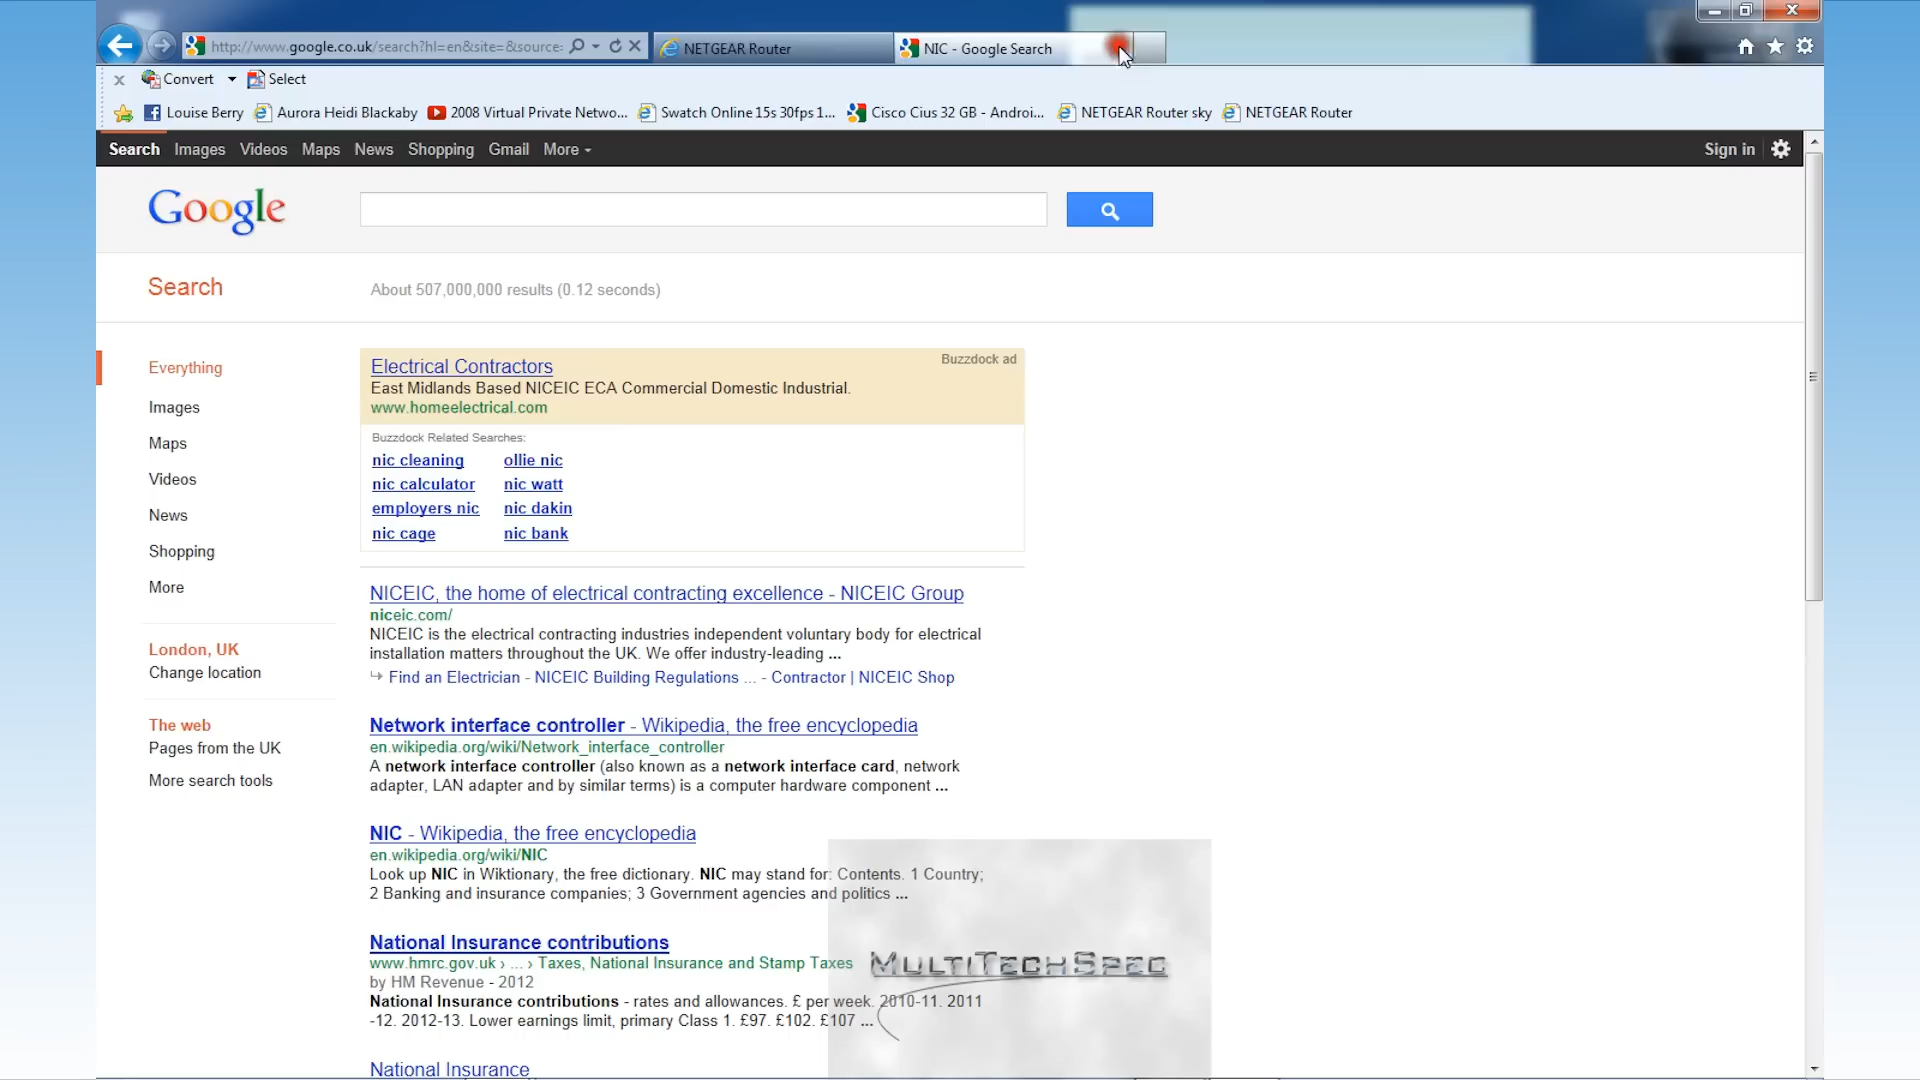 http://www.google.co.uk/search?hl=en&site=&source:
NETGEAR Router
NIC - Google Search
Convert
Select
Louise Berry
Aurora Heidi Blackaby
2008 Virtual Private Netwo...
Swatch Online 15s 30fps 1...
Cisco Cius 32 GB - Androi...
NETGEAR Router sky
NETGEAR Router
Search Images Videos Maps News Shopping Gmail More
Sign in
Google
Search
About 507,000,000 results (0.12 seconds)
Everything
Images
Maps
Videos
News
Shopping
More
London, UK
Change location
The web
Pages from the UK
More search tools
Electrical Contractors
Buzzdock ad
East Midlands Based NICEIC ECA Commercial Domestic Industrial.
www.homeelectrical.com
Buzzdock Related Searches:
nic cleaning ollie nic
nic calculator nic watt
employers nic nic dakin
nic cage nic bank
NICEIC, the home of electrical contracting excellence - NICEIC Group
niceic.com/
NICEIC is the electrical contracting industries independent voluntary body for electrical
installation matters throughout the UK. We offer industry-leading ...
Find an Electrician - NICEIC Building Regulations ... - Contractor | NICEIC Shop
Network interface controller - Wikipedia, the free encyclopedia
en.wikipedia.org/wiki/Network_interface_controller
A network interface controller (also known as a network interface card, network
adapter, LAN adapter and by similar terms) is a computer hardware component ...
NIC - Wikipedia, the free encyclopedia
en.wikipedia.org/wiki/NIC
Look up NIC in Wiktionary, the free dictionary. NIC may stand for: Contents. 1 Country;
2 Banking and insurance companies; 3 Government agencies and politics ...
National Insurance contributions
www.hmrc.gov.uk › ... › Taxes, National Insurance and Stamp Taxes
by HM Revenue - 2012
National Insurance contributions - rates and allowances. £ per week. 2010-11. 2011
-12. 2012-13. Lower earnings limit, primary Class 1. £97. £102. £107 ...
National Insurance
MultiTechSpec